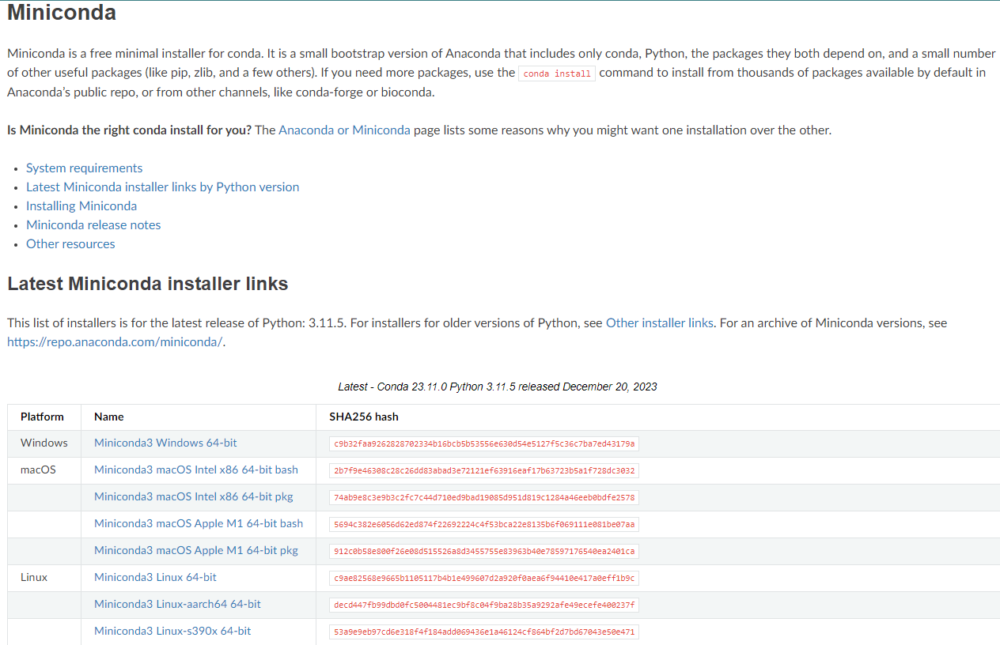 Miniconda
Miniconda is a free minimal installer for conda. It is a small bootstrap version of Anaconda that includes only conda, Python, the packages they both depend on, and a small number
of other useful packages (like pip, zlib, and a few others). If you need more packages, use the conda install command to install from thousands of packages available by default in
Anaconda’s public repo, or from other channels, like conda-forge or bioconda.
Is Miniconda the right conda install for you? The Anaconda or Miniconda page lists some reasons why you might want one installation over the other.
• System requirements
• Latest Miniconda installer links by Python version
• Installing Miniconda
• Miniconda release notes
• Other resources
Latest Miniconda installer links
This list of installers is for the latest release of Python: 3.11.5. For installers for older versions of Python, see Other installer links. For an archive of Miniconda versions, see
https://repo.anaconda.com/miniconda/.
Latest - Conda 23.11.0 Python 3.11.5 released December 20, 2023
Platform Name SHA256 hash
Windows Miniconda3 Windows 64-bit c9b32faa9262828702334b16bcb5b53556e630d54e5127f5c36c7ba7ed43179a
macOS Miniconda3 macOS Intel x86 64-bit bash 2b7f9e46308c28c26dd83abad3e72121ef63916eaf17b63723b5a1f728dc3032
Miniconda3 macOS Intel x86 64-bit pkg 74ab9e8c3e9b3c2fc7c44d710ed9bad19085d951d819c1284a46eeb0bdfe2578
Miniconda3 macOS Apple M1 64-bit bash 5694c382e6056d62ed874f22692224c4f53bca22e8135b6f069111e081be07aa
Miniconda3 macOS Apple M1 64-bit pkg 912c0b58e800f26e08d515526a8d3455755e83963b40e78597176540ea2401ca
Linux Miniconda3 Linux 64-bit c9ae82568e9665b1105117b4b1e499607d2a920f0aea6f94410e417a0eff1b9c
Miniconda3 Linux-aarch64 64-bit decd447fb99dbd0fc5004481ec9bf8c04f9ba28b35a9292afe49ecefe400237f
Miniconda3 Linux-s390x 64-bit 53a9e9eb97cd6e318f4f184add069436e1a46124cf864bf2d7bd67043e50e471